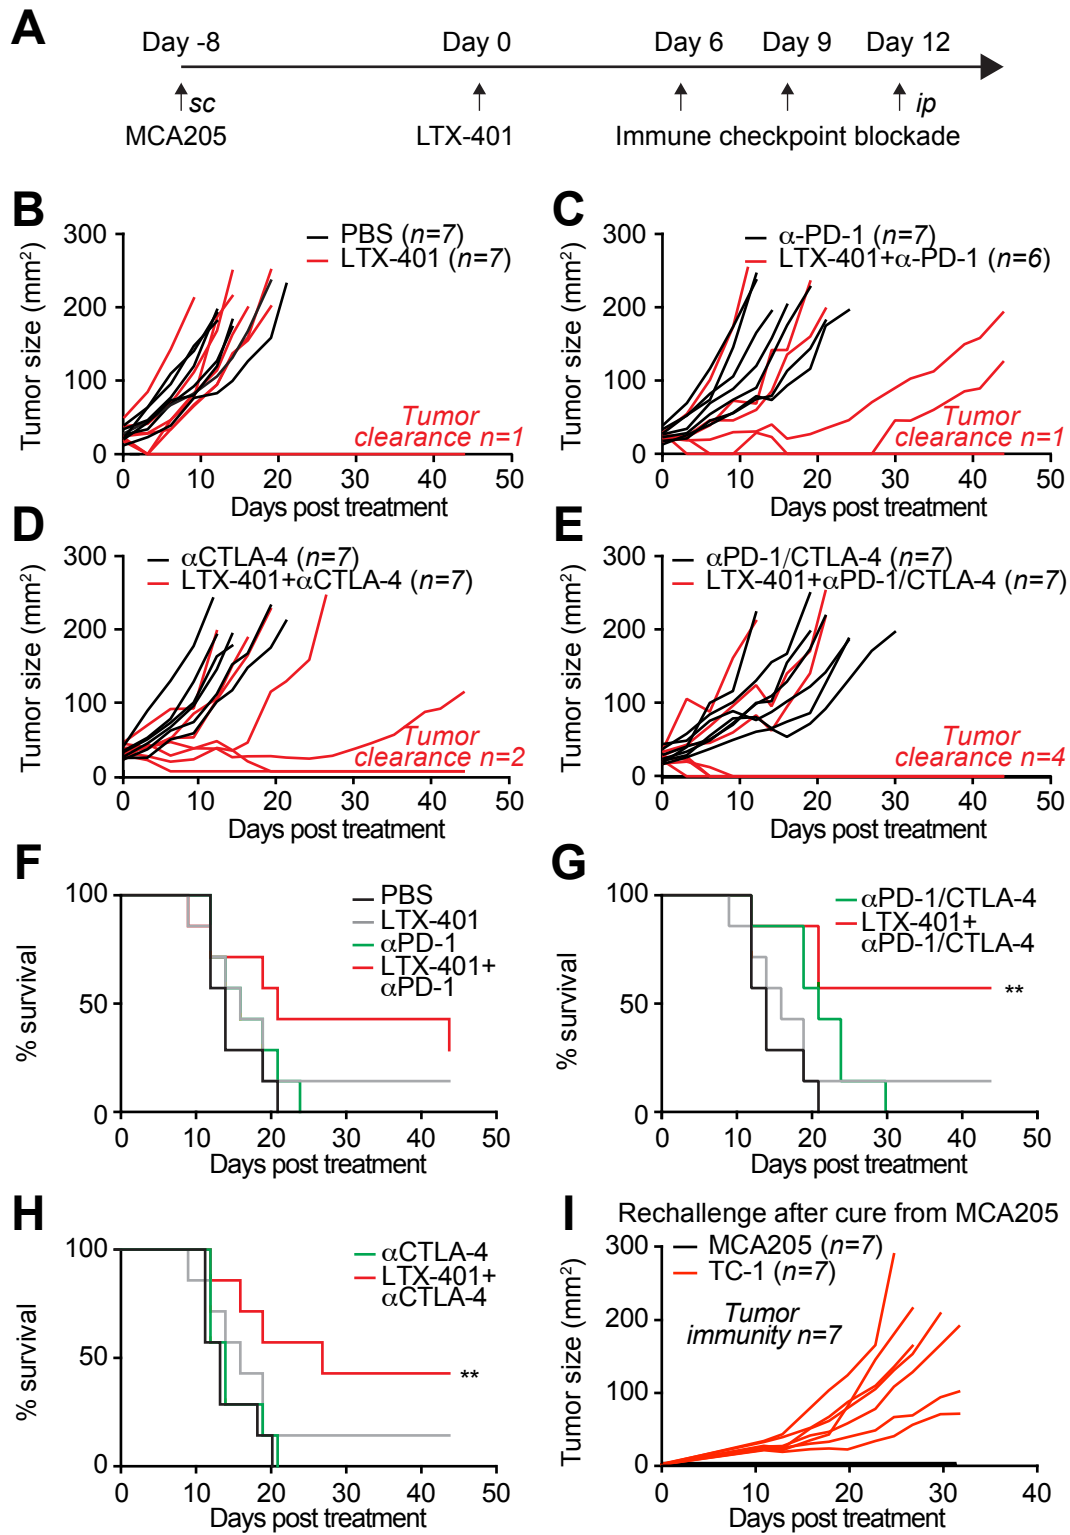 A
Day -8 Day 0 Day 6 Day 9 Day 12
sc ip
MCA205 LTX-401 Immune checkpoint blockade
B
300
200
100
0
Tumor size (mm²)
PBS (n=7)
LTX-401 (n=7)
Tumor
clearance n=1
0 10 20 30 40 50
Days post treatment
C
300
200
100
0
Tumor size (mm²)
α-PD-1 (n=7)
LTX-401+α-PD-1 (n=6)
Tumor
clearance n=1
0 10 20 30 40 50
Days post treatment
D
300
200
100
0
Tumor size (mm²)
αCTLA-4 (n=7)
LTX-401+αCTLA-4 (n=7)
Tumor
clearance n=2
0 10 20 30 40 50
Days post treatment
E
300
200
100
0
Tumor size (mm²)
αPD-1/CTLA-4 (n=7)
LTX-401+αPD-1/CTLA-4 (n=7)
Tumor
clearance n=4
0 10 20 30 40 50
Days post treatment
F
100
50
0
% survival
PBS
LTX-401
αPD-1
LTX-401+
αPD-1
0 10 20 30 40 50
Days post treatment
G
100
50
0
% survival
αPD-1/CTLA-4
LTX-401+
αPD-1/CTLA-4
**
0 10 20 30 40 50
Days post treatment
H
100
50
0
% survival
αCTLA-4
LTX-401+
αCTLA-4
**
0 10 20 30 40 50
Days post treatment
I
Rechallenge after cure from MCA205
300
200
100
0
Tumor size (mm²)
MCA205 (n=7)
TC-1 (n=7)
Tumor
immunity n=7
0 10 20 30 40
Days post treatment